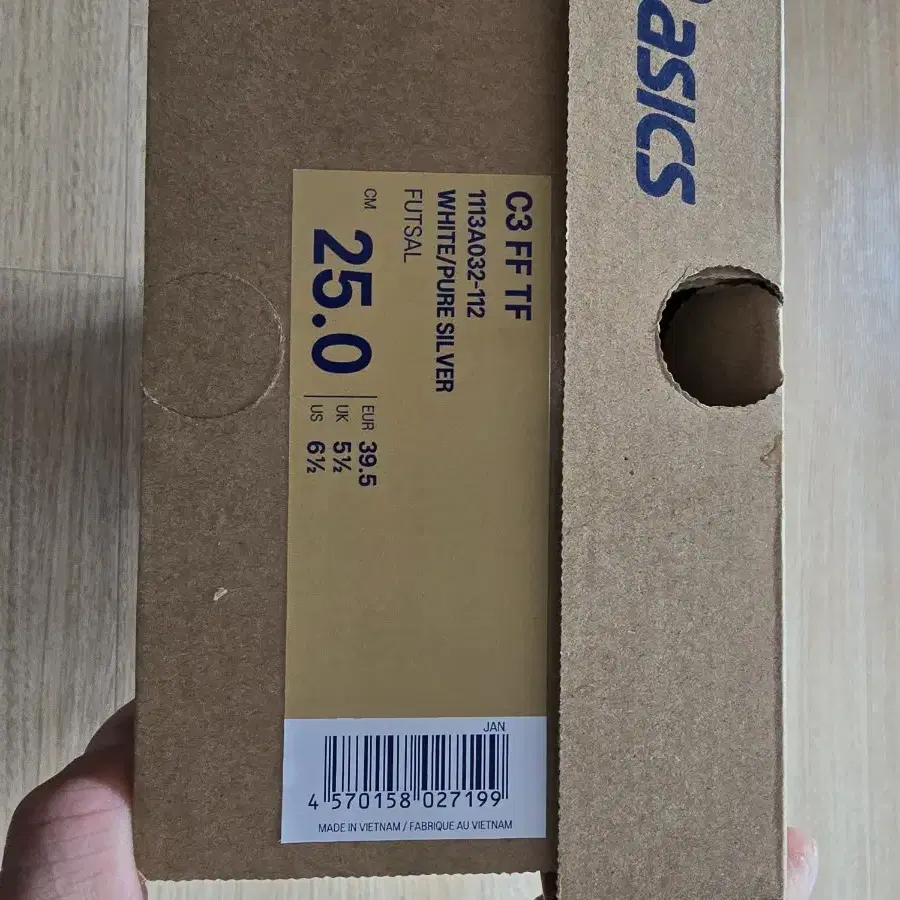 asics
C3 FF TF
1113A032-112
WHITE/PURE SILVER
FUTSAL
CM 25.0
EUR 39.5
UK 5½
US 6½
JAN
4 570158 027199
MADE IN VIETNAM / FABRIQUE AU VIETNAM